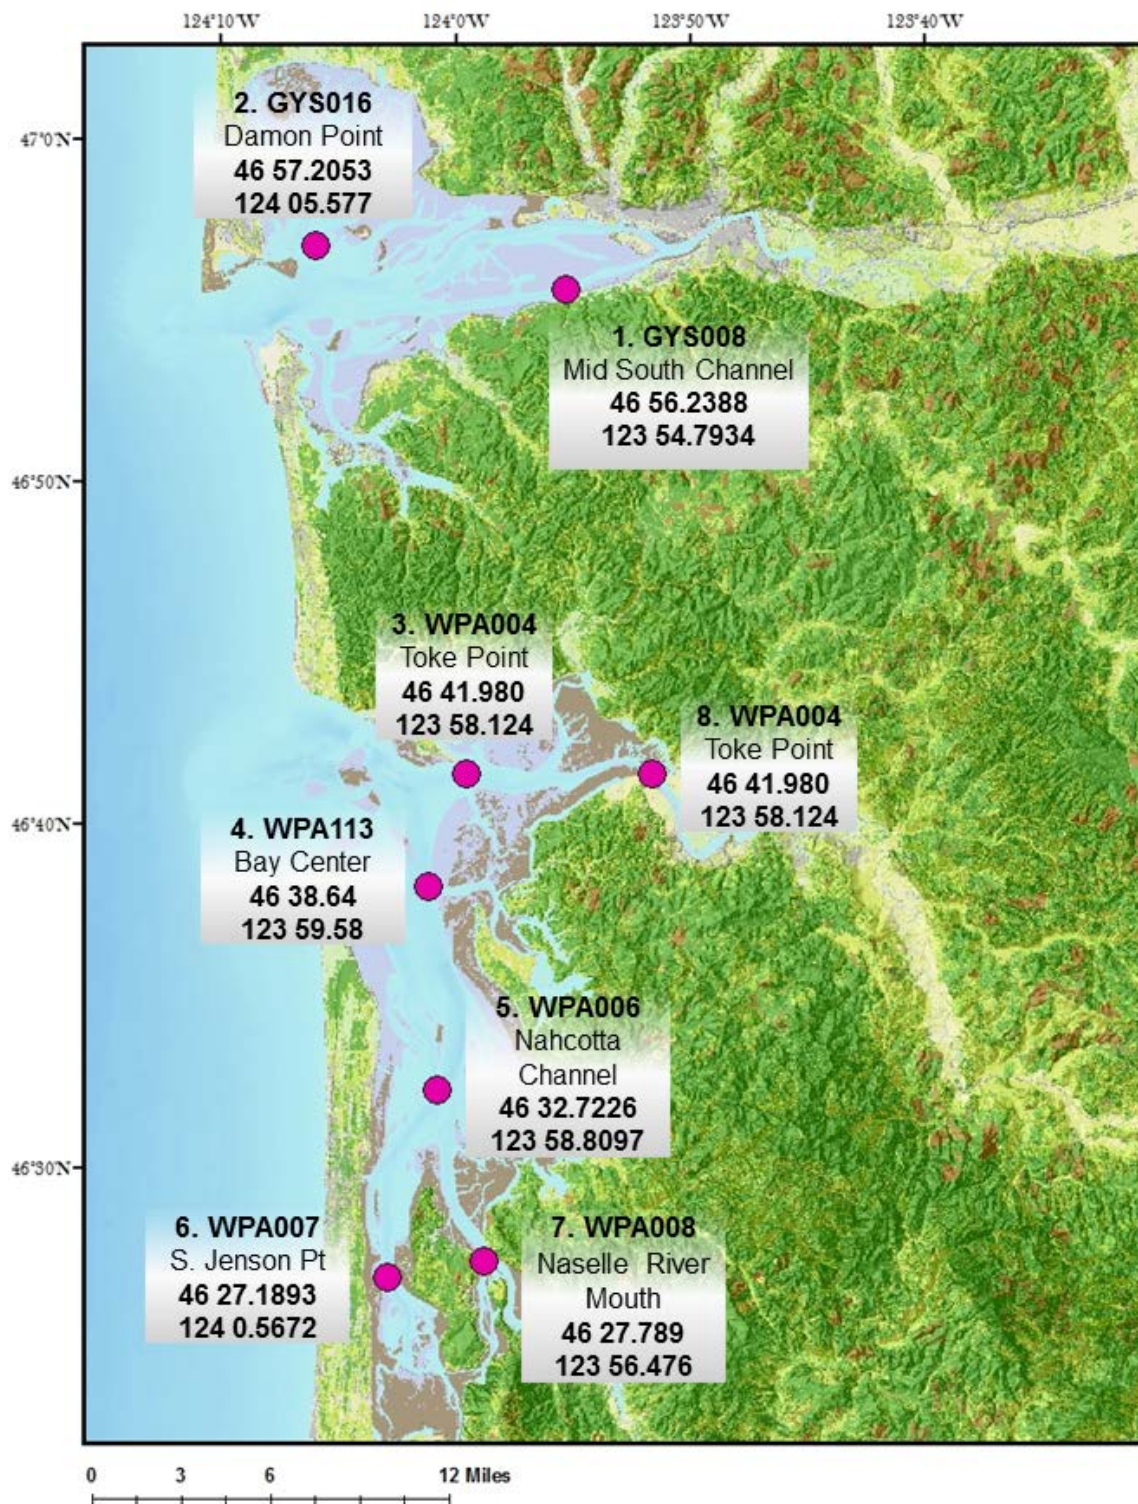 124°10'W 124°0'W 123°50'W 123°40'W
47°0'N
2. GYS016
Damon Point
46 57.2053
124 05.577
1. GYS008
Mid South Channel
46 56.2388
123 54.7934
46°50'N
3. WPA004
Toke Point
46 41.980
123 58.124
8. WPA004
Toke Point
46 41.980
123 58.124
46°40'N
4. WPA113
Bay Center
46 38.64
123 59.58
5. WPA006
Nahcotta
Channel
46 32.7226
123 58.8097
46°30'N
6. WPA007
S. Jenson Pt
46 27.1893
124 0.5672
7. WPA008
Naselle River
Mouth
46 27.789
123 56.476
0 3 6 12 Miles